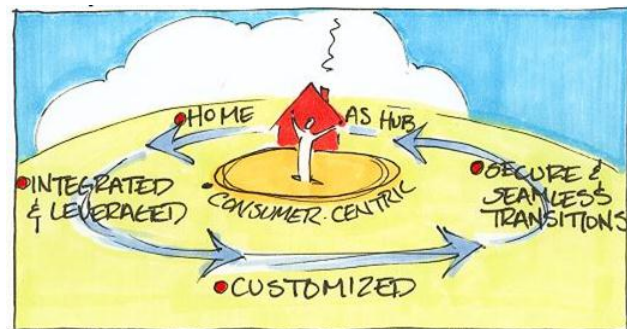 HOME AS HUB
INTEGRATED
& LEVERAGED
CONSUMER-CENTRIC
SECURE &
SEAMLESS
TRANSITIONS
CUSTOMIZED